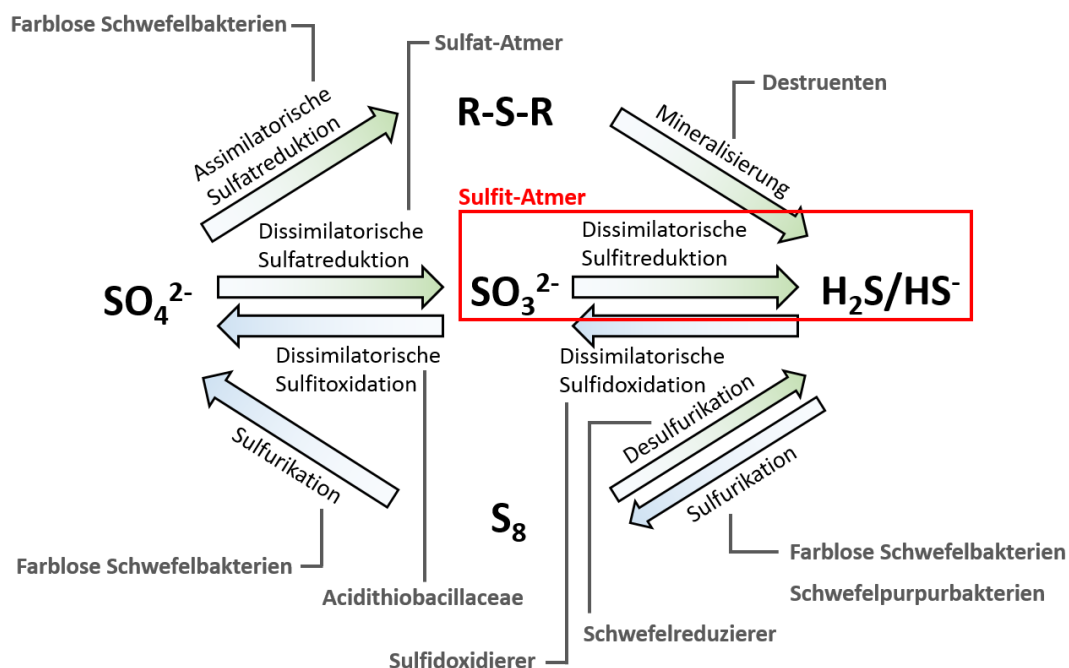 Farblose Schwefelbakterien
Sulfat-Atmer
Destruenten
R-S-R
Assimilatorische
Sulfatreduktion
Mineralisierung
Sulfit-Atmer
Dissimilatorische
Sulfatreduktion
Dissimilatorische
Sulfitreduktion
SO₄²⁻
SO₃²⁻
H₂S/HS⁻
Dissimilatorische
Sulfitoxidation
Dissimilatorische
Sulfidoxidation
Sulfurikation
Desulfurikation
Sulfurikation
S₈
Farblose Schwefelbakterien
Farblose Schwefelbakterien
Schwefelpurpurbakterien
Acidithiobacillaceae
Schwefelreduzierer
Sulfidoxidierer